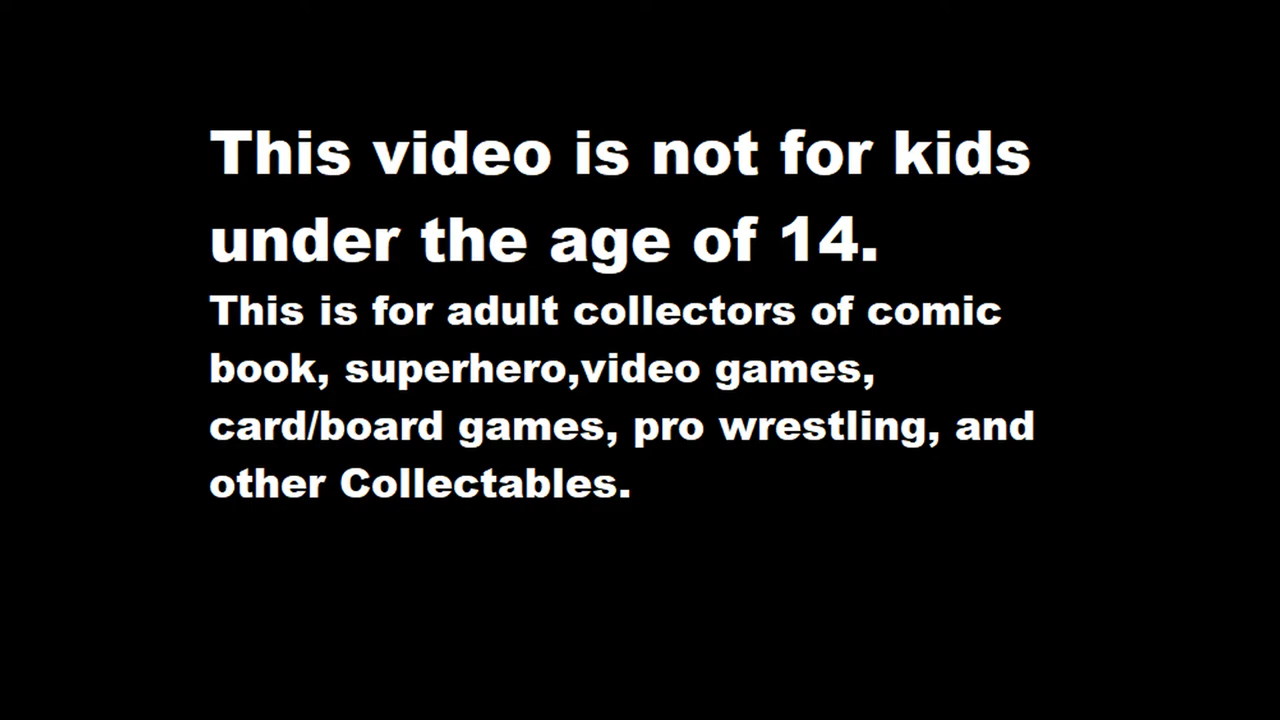 This video is not for kids
under the age of 14.
This is for adult collectors of comic
book, superhero,video games,
card/board games, pro wrestling, and
other Collectables.